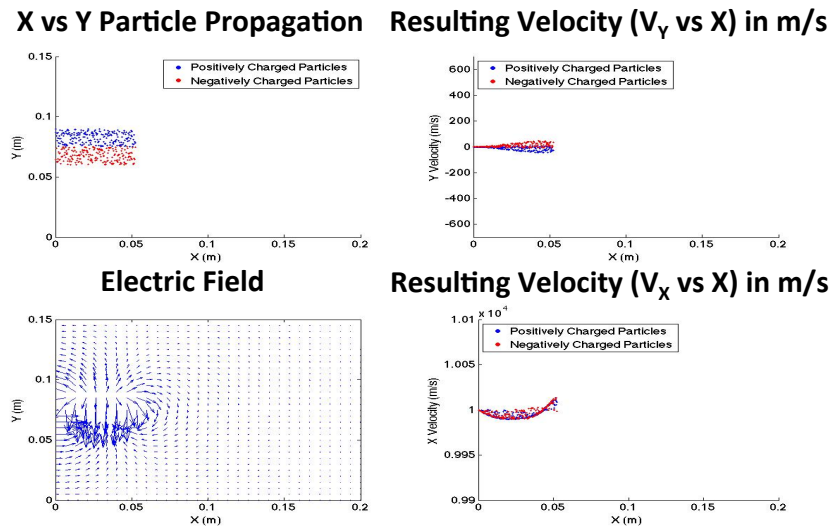 X vs Y Particle Propagation
0.15
0.1
0.05
0
Y (m)
Positively Charged Particles
Negatively Charged Particles
0 0.05 0.1 0.15 0.2
X (m)
Resulting Velocity (VY vs X) in m/s
600
400
200
0
-200
-400
-600
Y Velocity (m/s)
Positively Charged Particles
Negatively Charged Particles
0 0.05 0.1 0.15 0.2
X (m)
Electric Field
0.15
0.1
0.05
0
Y (m)
0 0.05 0.1 0.15 0.2
X (m)
Resulting Velocity (VX vs X) in m/s
x 10^4
1.01
1.005
1
0.995
0.99
X Velocity (m/s)
Positively Charged Particles
Negatively Charged Particles
0 0.05 0.1 0.15 0.2
X (m)